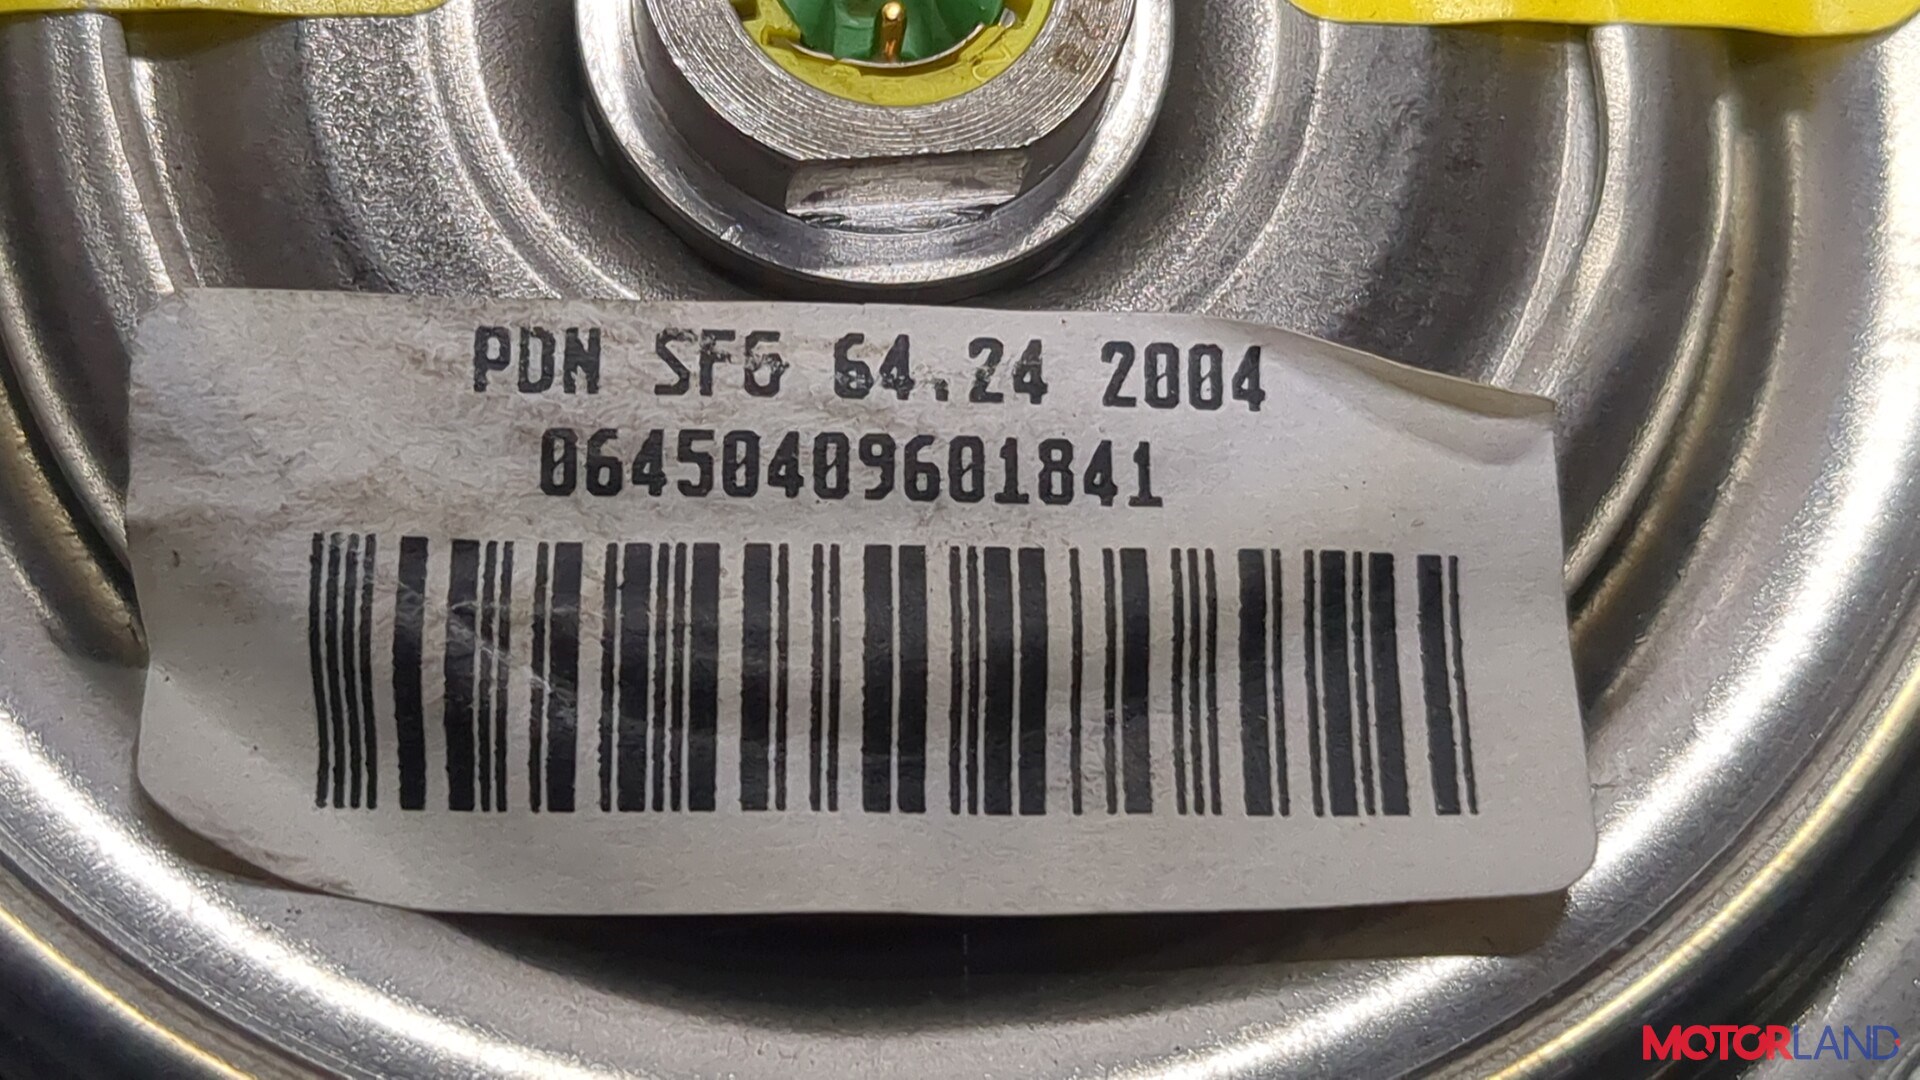 PDN SFG 64.24 2004
06450409601841
MOTORLAND